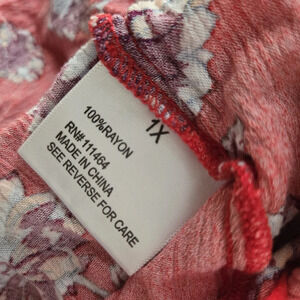 1X
100%RAYON
RN#111464
MADE IN CHINA
SEE REVERSE FOR CARE